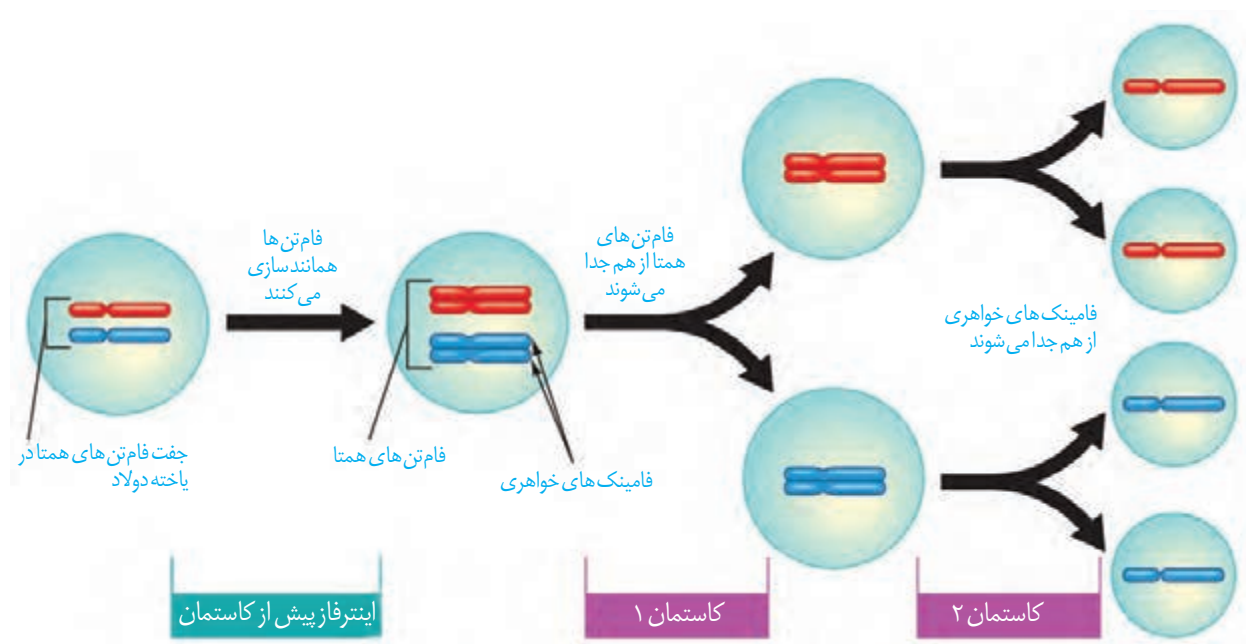 فام‌تن‌ها
همانندسازی
می‌کنند
فام‌تن‌های
همتا از هم جدا
می‌شوند
فامینک‌های خواهری
از هم جدا می‌شوند
جفت فام‌تن‌های همتا در
یاخته دولاد
فام‌تن‌های همتا
فامینک‌های خواهری
اینترفاز پیش از کاستمان
کاستمان ۱
کاستمان ۲